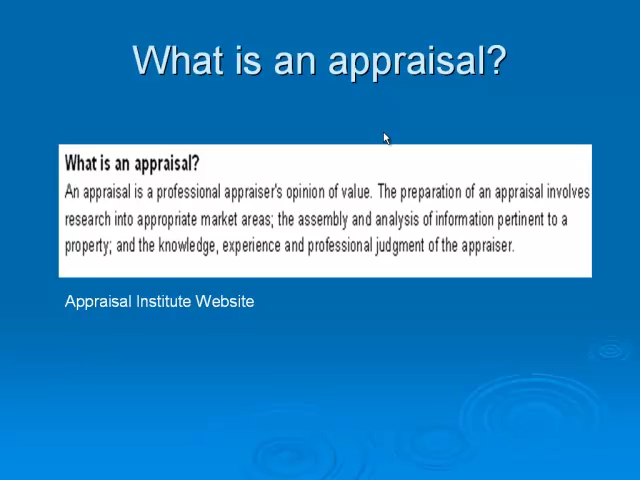 What is an appraisal?
What is an appraisal?
An appraisal is a professional appraiser's opinion of value. The preparation of an appraisal involves
research into appropriate market areas; the assembly and analysis of information pertinent to a
property; and the knowledge, experience and professional judgment of the appraiser.
Appraisal Institute Website